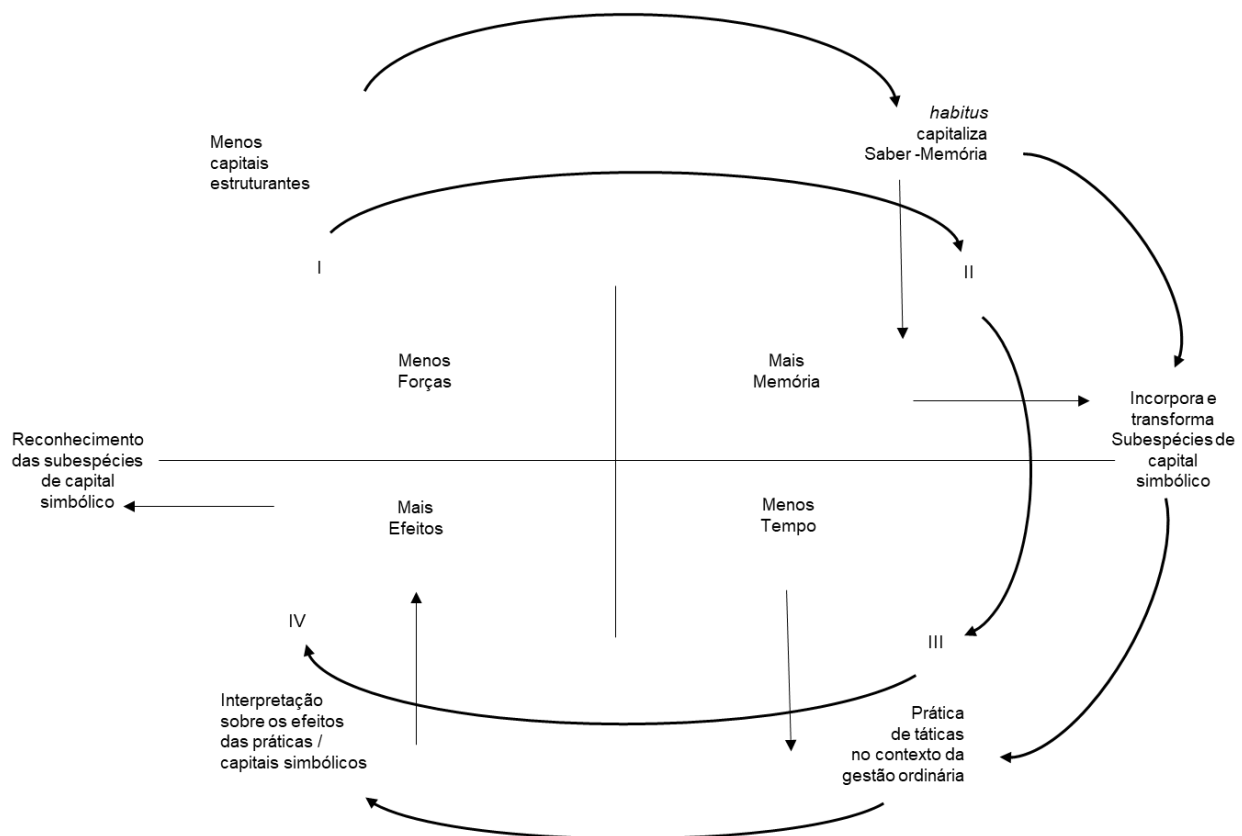 habitus
capitaliza
Saber -Memória
Menos
capitais
estruturantes
I
II
Menos
Forças
Mais
Memória
Incorpora e
transforma
Subespécies de
capital
simbólico
Reconhecimento
das subespécies
de capital
simbólico
Mais
Efeitos
Menos
Tempo
IV
III
Interpretação
sobre os efeitos
das práticas /
capitais simbólicos
Prática
de táticas
no contexto da
gestão ordinária